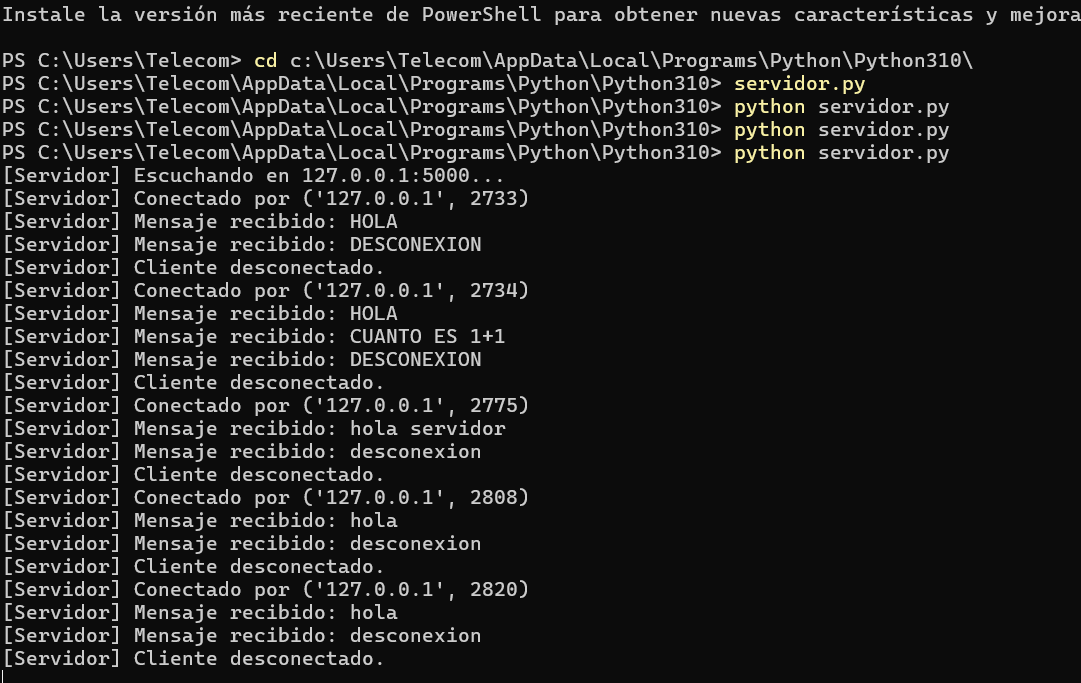 Instale la versión más reciente de PowerShell para obtener nuevas características y mejora
PS C:\Users\Telecom> cd c:\Users\Telecom\AppData\Local\Programs\Python\Python310\
PS C:\Users\Telecom\AppData\Local\Programs\Python\Python310> servidor.py
PS C:\Users\Telecom\AppData\Local\Programs\Python\Python310> python servidor.py
PS C:\Users\Telecom\AppData\Local\Programs\Python\Python310> python servidor.py
PS C:\Users\Telecom\AppData\Local\Programs\Python\Python310> python servidor.py
[Servidor] Escuchando en 127.0.0.1:5000...
[Servidor] Conectado por ('127.0.0.1', 2733)
[Servidor] Mensaje recibido: HOLA
[Servidor] Mensaje recibido: DESCONEXION
[Servidor] Cliente desconectado.
[Servidor] Conectado por ('127.0.0.1', 2734)
[Servidor] Mensaje recibido: HOLA
[Servidor] Mensaje recibido: CUANTO ES 1+1
[Servidor] Mensaje recibido: DESCONEXION
[Servidor] Cliente desconectado.
[Servidor] Conectado por ('127.0.0.1', 2775)
[Servidor] Mensaje recibido: hola servidor
[Servidor] Mensaje recibido: desconexion
[Servidor] Cliente desconectado.
[Servidor] Conectado por ('127.0.0.1', 2808)
[Servidor] Mensaje recibido: hola
[Servidor] Mensaje recibido: desconexion
[Servidor] Cliente desconectado.
[Servidor] Conectado por ('127.0.0.1', 2820)
[Servidor] Mensaje recibido: hola
[Servidor] Mensaje recibido: desconexion
[Servidor] Cliente desconectado.